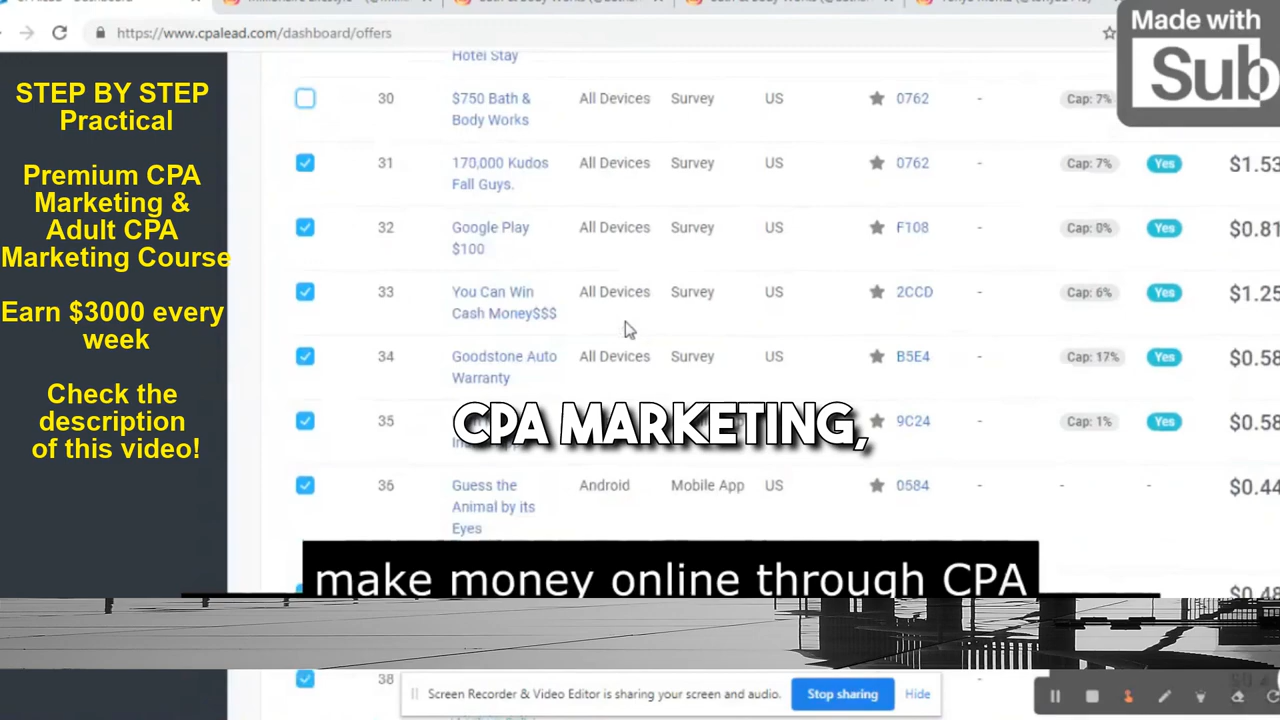 https://www.cpalead.com/dashboard/offers
Made with
Sub
STEP BY STEP
Practical
Premium CPA
Marketing &
Adult CPA
Marketing Course
Earn $3000 every
week
Check the
description
of this video!
Hotel Stay
30 $750 Bath & All Devices Survey US 0762 - Cap: 7%
Body Works
31 170,000 Kudos All Devices Survey US 0762 - Cap: 7% Yes $1.53
Fall Guys.
32 Google Play All Devices Survey US F108 - Cap: 0% Yes $0.81
$100
33 You Can Win All Devices Survey US 2CCD - Cap: 6% Yes $1.25
Cash Money$$$
34 Goodstone Auto All Devices Survey US B5E4 - Cap: 17% Yes $0.58
Warranty
35 9C24 - Cap: 1% Yes $0.58
CPA MARKETING,
36 Guess the Android Mobile App US 0584 - - - $0.44
Animal by its
Eyes
make money online through CPA
$0.48
38
Screen Recorder & Video Editor is sharing your screen and audio. Stop sharing Hide